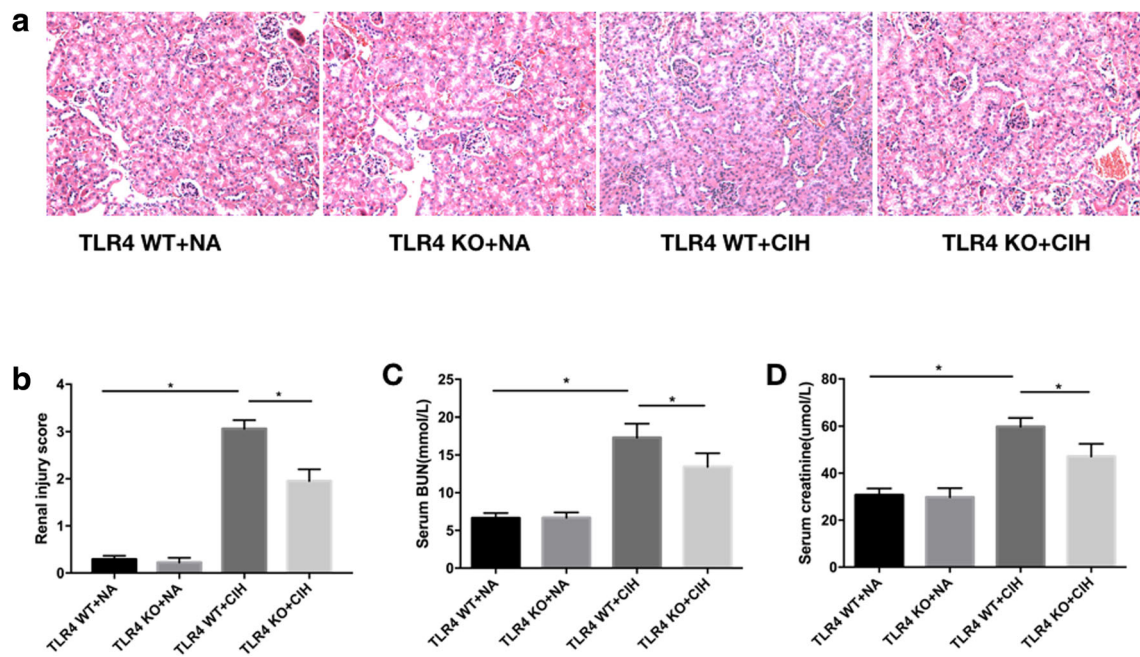 a
TLR4 WT+NA
TLR4 KO+NA
TLR4 WT+CIH
TLR4 KO+CIH
b
Renal injury score
4
3
2
1
0
*
*
TLR4 WT+NA
TLR4 KO+NA
TLR4 WT+CIH
TLR4 KO+CIH
C
Serum BUN(mmol/L)
25
20
15
10
5
0
*
*
TLR4 WT+NA
TLR4 KO+NA
TLR4 WT+CIH
TLR4 KO+CIH
D
Serum creatinine(umol/L)
80
60
40
20
0
*
*
TLR4 WT+NA
TLR4 KO+NA
TLR4 WT+CIH
TLR4 KO+CIH